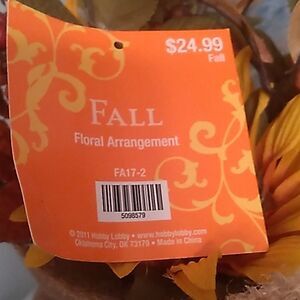 $24.99
Fall
FALL
Floral Arrangement
FA17-2
5098579
© 2011 Hobby Lobby • www.hobbylobby.com
Oklahoma City, OK 73179 • Made in China